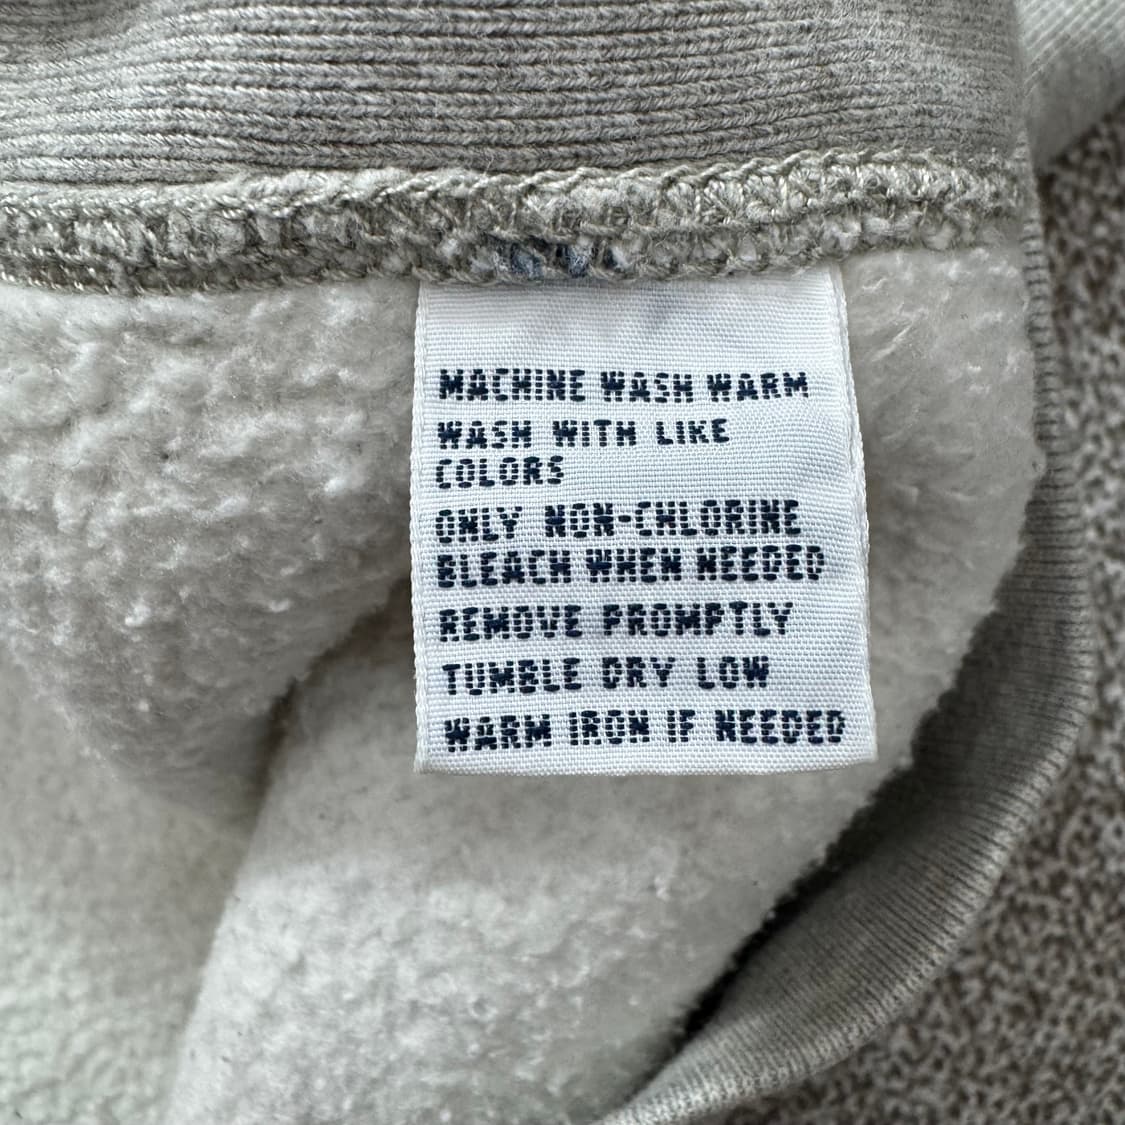 MACHINE WASH WARM
WASH WITH LIKE
COLORS
ONLY NON-CHLORINE
BLEACH WHEN NEEDED
REMOVE PROMPTLY
TUMBLE DRY LOW
WARM IRON IF NEEDED